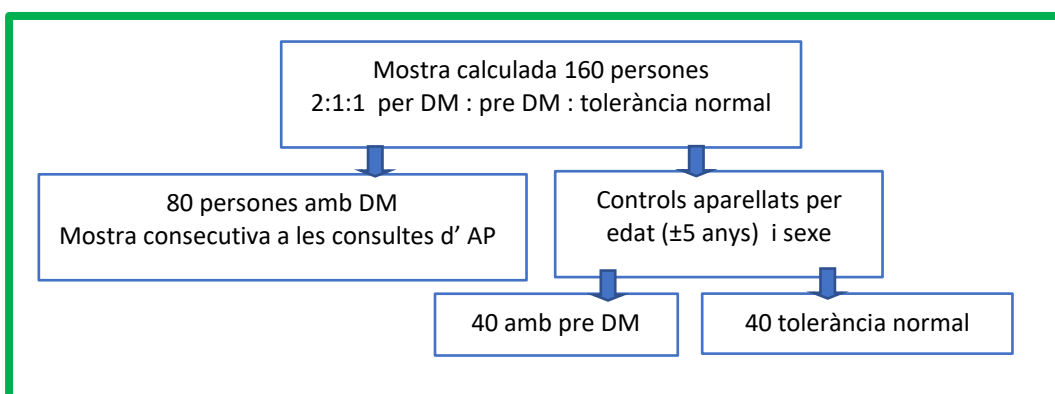 Mostra calculada 160 persones
2:1:1 per DM : pre DM : tolerància normal
80 persones amb DM
Mostra consecutiva a les consultes d' AP
Controls aparellats per
edat (±5 anys) i sexe
40 amb pre DM
40 tolerància normal